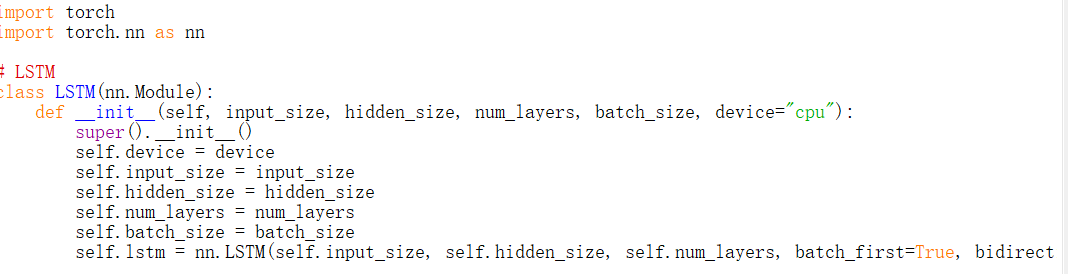 import torch
import torch.nn as nn
# LSTM
class LSTM(nn.Module):
    def __init__(self, input_size, hidden_size, num_layers, batch_size, device="cpu"):
        super().__init__()
        self.device = device
        self.input_size = input_size
        self.hidden_size = hidden_size
        self.num_layers = num_layers
        self.batch_size = batch_size
        self.lstm = nn.LSTM(self.input_size, self.hidden_size, self.num_layers, batch_first=True, bidirect